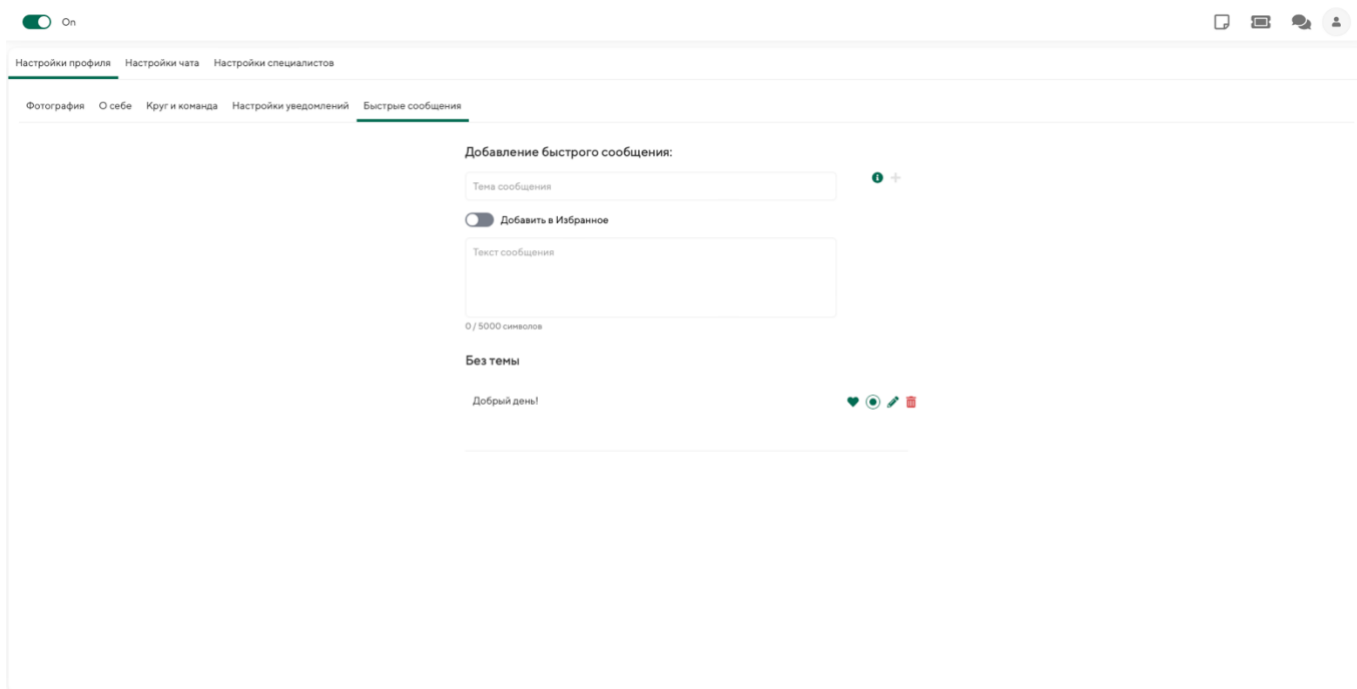 On
Настройки профиля Настройки чата Настройки специалистов
Фотография О себе Круг и команда Настройки уведомлений Быстрые сообщения
Добавление быстрого сообщения:
Тема сообщения
Добавить в Избранное
Текст сообщения
0 / 5000 символов
Без темы
Добрый день!